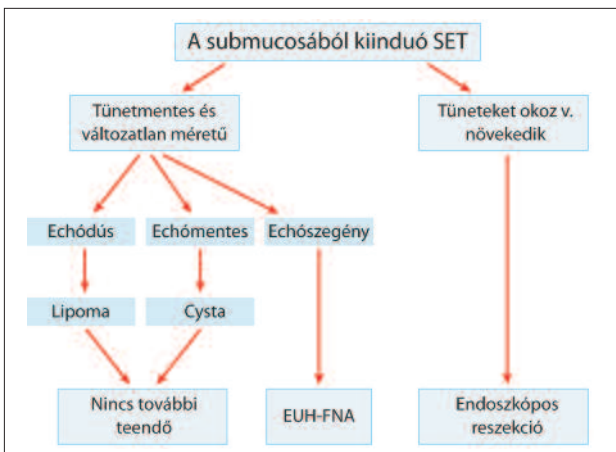 A submucosából kiinduó SET
Tünetmentes és
változatlan méretű
Tüneteket okoz v.
növekedik
Echódús
Echómentes
Echószegény
Lipoma
Cysta
Nincs további
teendő
EUH-FNA
Endoszkópos
reszekció